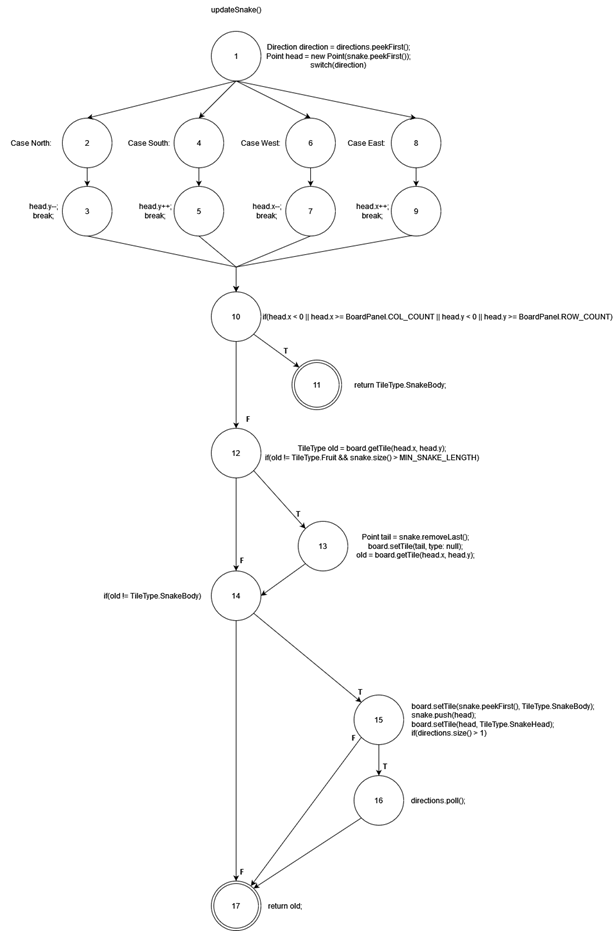 updateSnake()
1
Direction direction = directions.peekFirst();
Point head = new Point(snake.peekFirst());
switch(direction)
Case North:
2
Case South:
4
Case West:
6
Case East:
8
head.y--;
break;
3
head.y++;
break;
5
head.x--;
break;
7
head.x++;
break;
9
10
if(head.x < 0 || head.x >= BoardPanel.COL_COUNT || head.y < 0 || head.y >= BoardPanel.ROW_COUNT)
T
11
return TileType.SnakeBody;
F
12
TileType old = board.getTile(head.x, head.y);
if(old != TileType.Fruit && snake.size() > MIN_SNAKE_LENGTH)
T
13
Point tail = snake.removeLast();
board.setTile(tail, type: null);
old = board.getTile(head.x, head.y);
F
if(old != TileType.SnakeBody)
14
T
15
board.setTile(snake.peekFirst(), TileType.SnakeBody);
snake.push(head);
board.setTile(head, TileType.SnakeHead);
if(directions.size() > 1)
F
T
16
directions.poll();
F
17
return old;